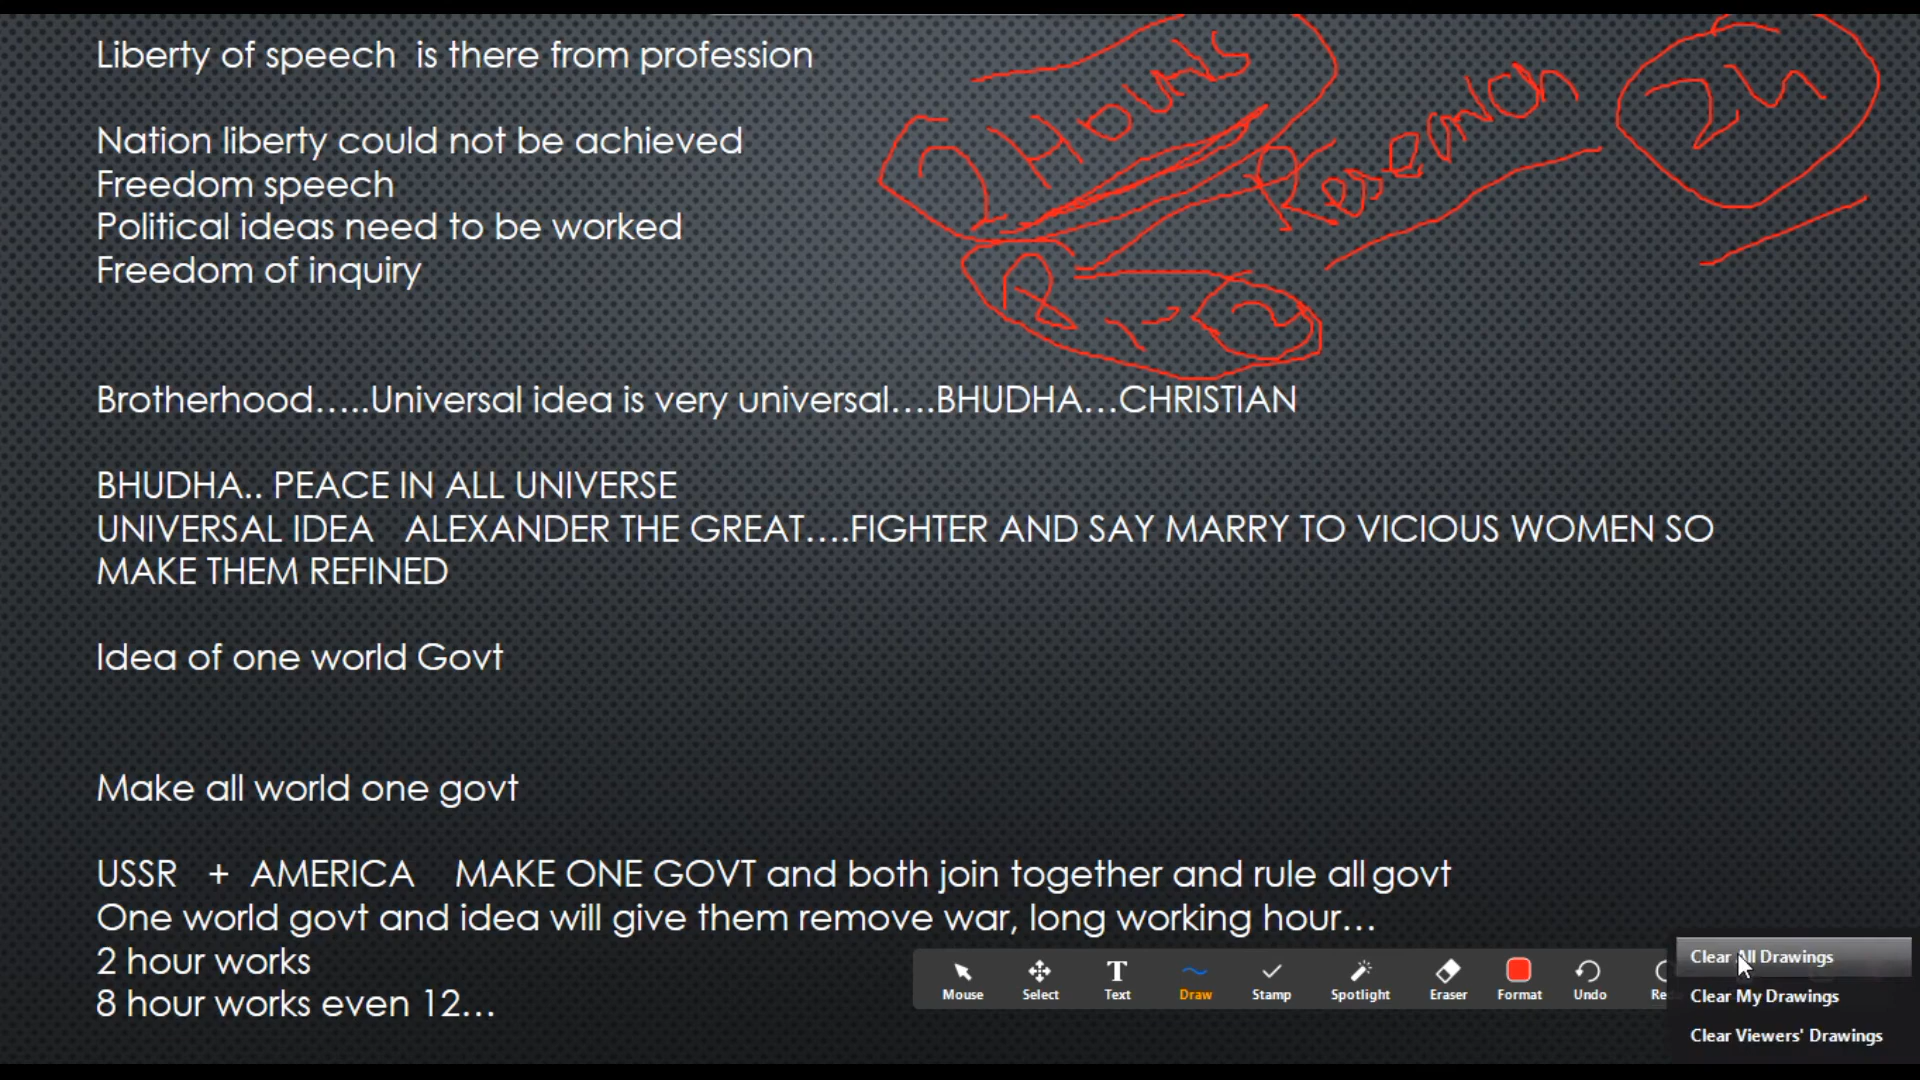 Liberty of speech  is there from profession
2 Hours
24
Nation liberty could not be achieved
Freedom speech
Political ideas need to be worked
Freedom of inquiry
Brotherhood…..Universal idea is very universal….BHUDHA…CHRISTIAN
BHUDHA.. PEACE IN ALL UNIVERSE
UNIVERSAL IDEA   ALEXANDER THE GREAT….FIGHTER AND SAY MARRY TO VICIOUS WOMEN SO
MAKE THEM REFINED
Idea of one world Govt
Make all world one govt
USSR   +  AMERICA    MAKE ONE GOVT and both join together and rule all govt
One world govt and idea will give them remove war, long working hour…
2 hour works
8 hour works even 12…
Mouse Select Text Draw Stamp Spotlight Eraser Format Undo
Clear All Drawings
Clear My Drawings
Clear Viewers' Drawings